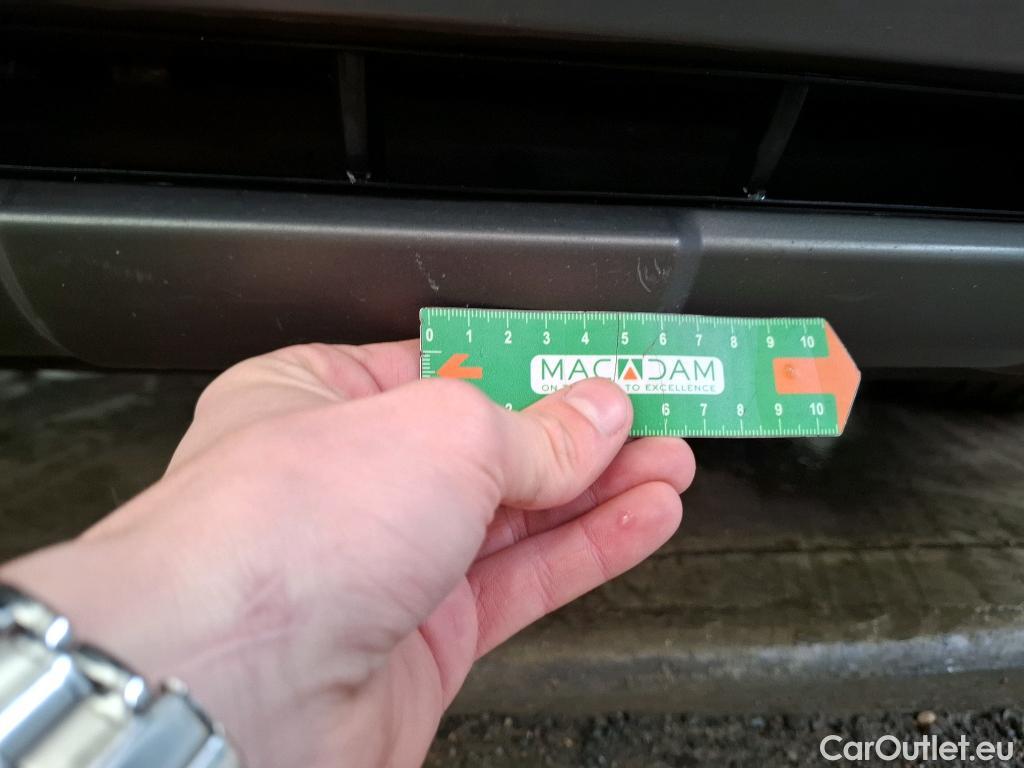 0 1 2 3 4 5 6 7 8 9 10
MACADAM
ON T TO EXCELLENCE
2 6 7 8 9 10
CarOutlet.eu